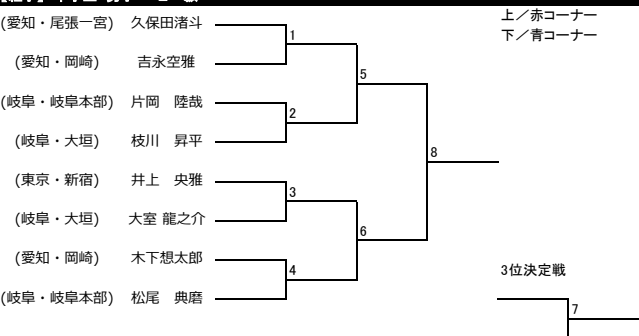 上／赤コーナー
下／青コーナー
(愛知・尾張一宮) 久保田渚斗
1
(愛知・岡崎) 吉永空雅
5
(岐阜・岐阜本部) 片岡 陸哉
2
(岐阜・大垣) 枝川 昇平
8
(東京・新宿) 井上 央雅
3
(岐阜・大垣) 大室 龍之介
6
(愛知・岡崎) 木下想太郎
4
3位決定戦
(岐阜・岐阜本部) 松尾 典磨
7